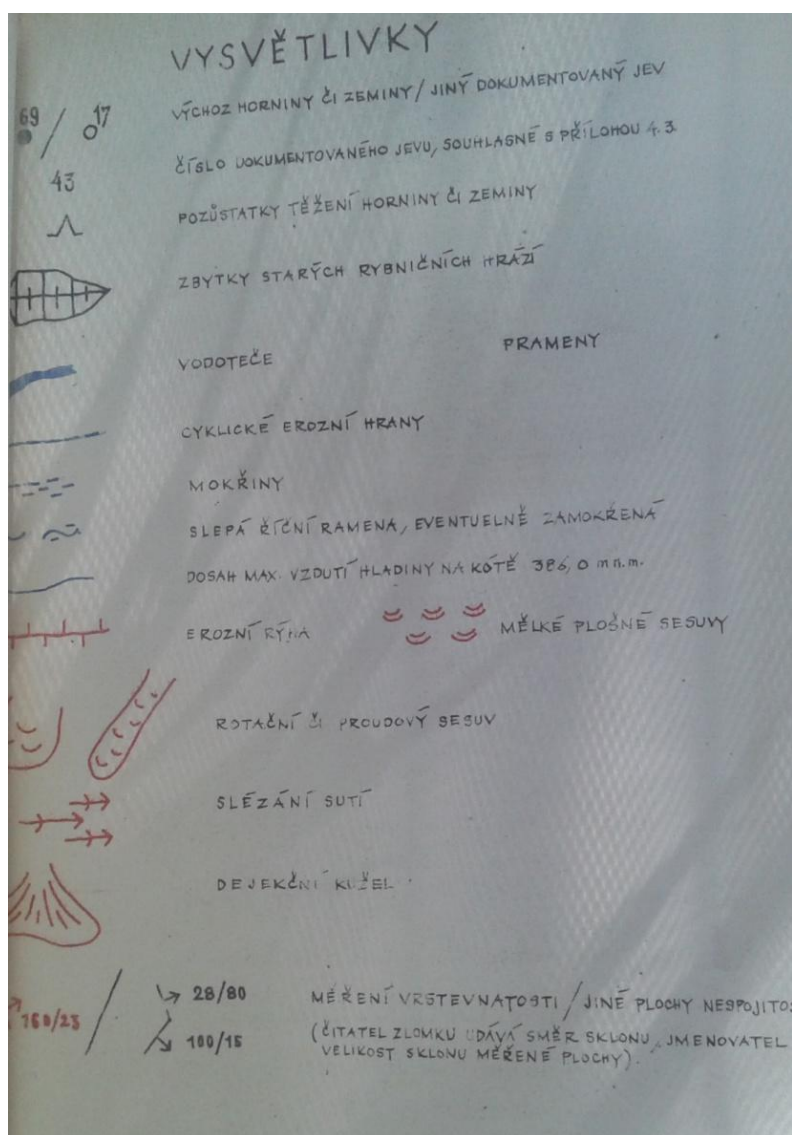 VYSVĚTLIVKY
69 / 17 VÝCHOZ HORNINY ČI ZEMINY / JINÝ DOKUMENTOVANÝ JEV
43 ČÍSLO DOKUMENTOVANÉHO JEVU, SOUHLASNÉ S PŘÍLOHOU 4.3
POZŮSTATKY TĚŽENÍ HORNINY ČI ZEMINY
ZBYTKY STARÝCH RYBNIČNÍCH HRÁZÍ
VODOTEČE PRAMENY
CYKLICKÉ EROZNÍ HRANY
MOKŘINY
SLEPÁ ŘÍČNÍ RAMENA, EVENTUELNĚ ZAMOKŘENÁ
DOSAH MAX. VZDUTÍ HLADINY NA KÓTĚ 386,0 m n.m.
EROZNÍ RÝHA MĚLKÉ PLOŠNÉ SESUVY
ROTAČNÍ ČI PROUDOVÝ SESUV
SLÉZÁNÍ SUTÍ
DEJEKČNÍ KUŽEL
160/23 / 28/80 MĚŘENÍ VRSTEVNATOSTI / JINÉ PLOCHY NESPOJITOS
100/15 (ČITATEL ZLOMKU UDÁVÁ SMĚR SKLONU, JMENOVATEL
VELIKOST SKLONU MĚŘENÉ PLOCHY).